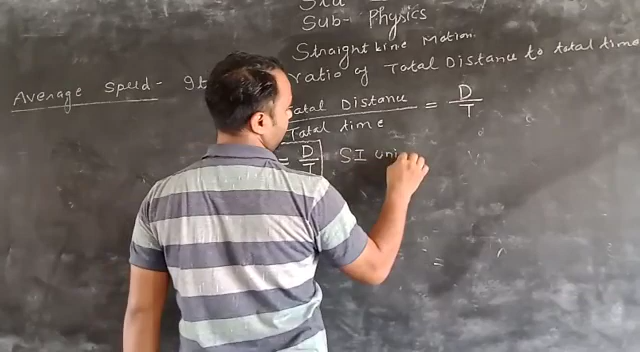 Sub- Physics
Straight Line Motion.
Average Speed - It ratio of Total Distance to total time
Total Distance = D
Total time T
= D SI uni
T